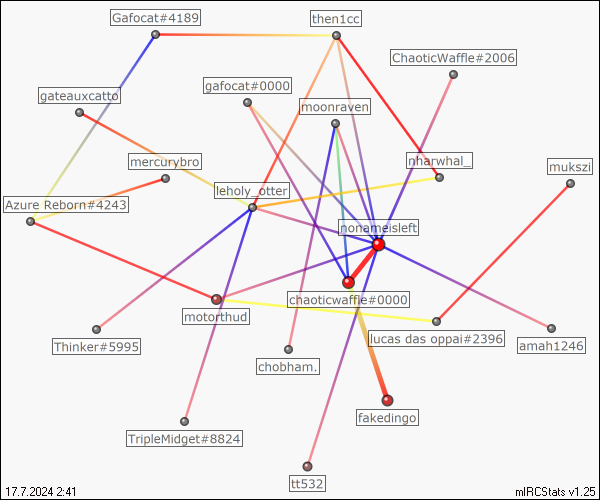 Gafocat#4189
then1cc
ChaoticWaffle#2006
gafocat#0000
gateauxcatto
moonraven
mercurybro
nharwhal_
mukszi
leholy_otter
Azure Reborn#4243
nonameisleft
chaoticwaffle#0000
motorthud
lucas das oppai#2396
Thinker#5995
amah1246
chobham.
fakedingo
TripleMidget#8824
tt532
17.7.2024 2:41
mIRCStats v1.25